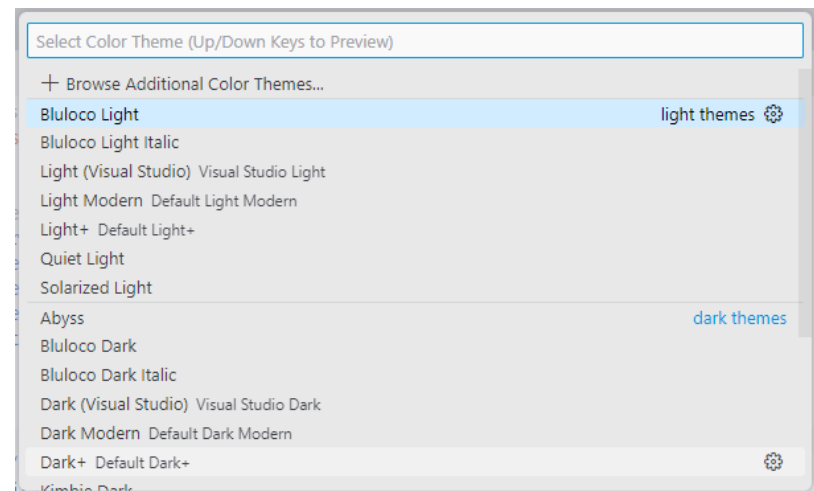 Select Color Theme (Up/Down Keys to Preview)
+ Browse Additional Color Themes...
Bluloco Light light themes
Bluloco Light Italic
Light (Visual Studio) Visual Studio Light
Light Modern Default Light Modern
Light+ Default Light+
Quiet Light
Solarized Light
Abyss dark themes
Bluloco Dark
Bluloco Dark Italic
Dark (Visual Studio) Visual Studio Dark
Dark Modern Default Dark Modern
Dark+ Default Dark+
Kimbie Dark